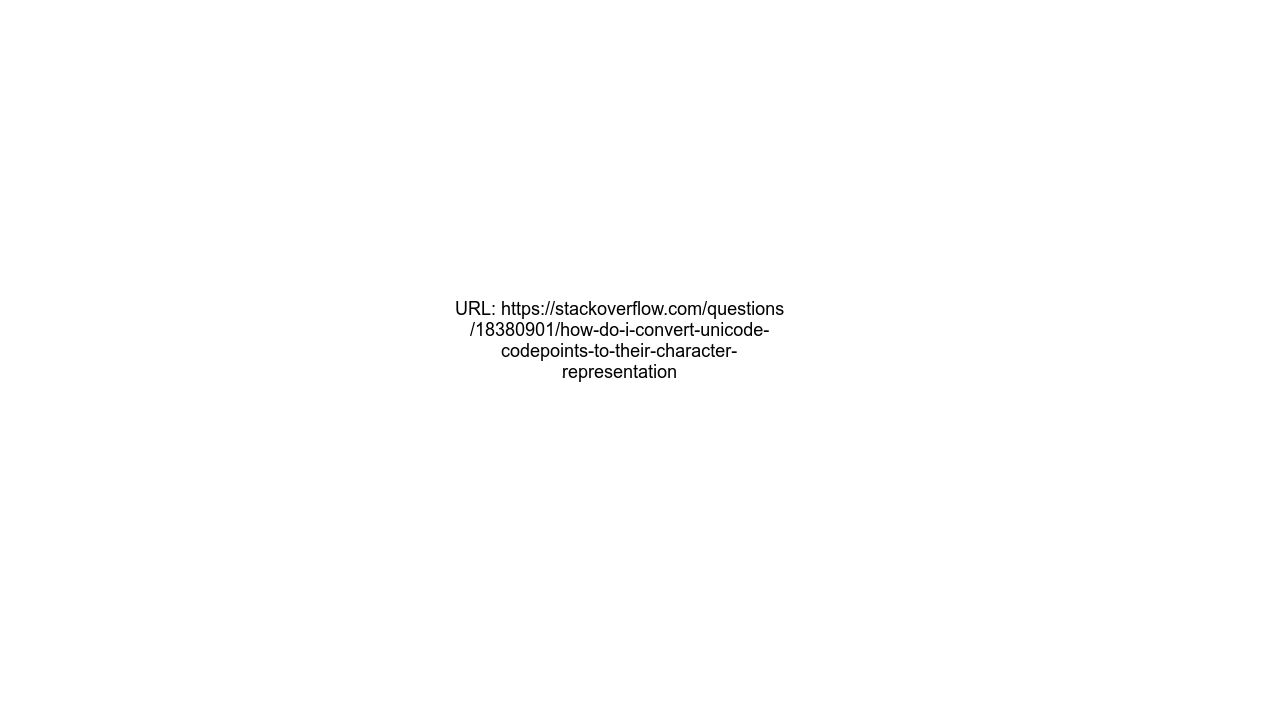 URL: https://stackoverflow.com/questions
/18380901/how-do-i-convert-unicode-
codepoints-to-their-character-
representation